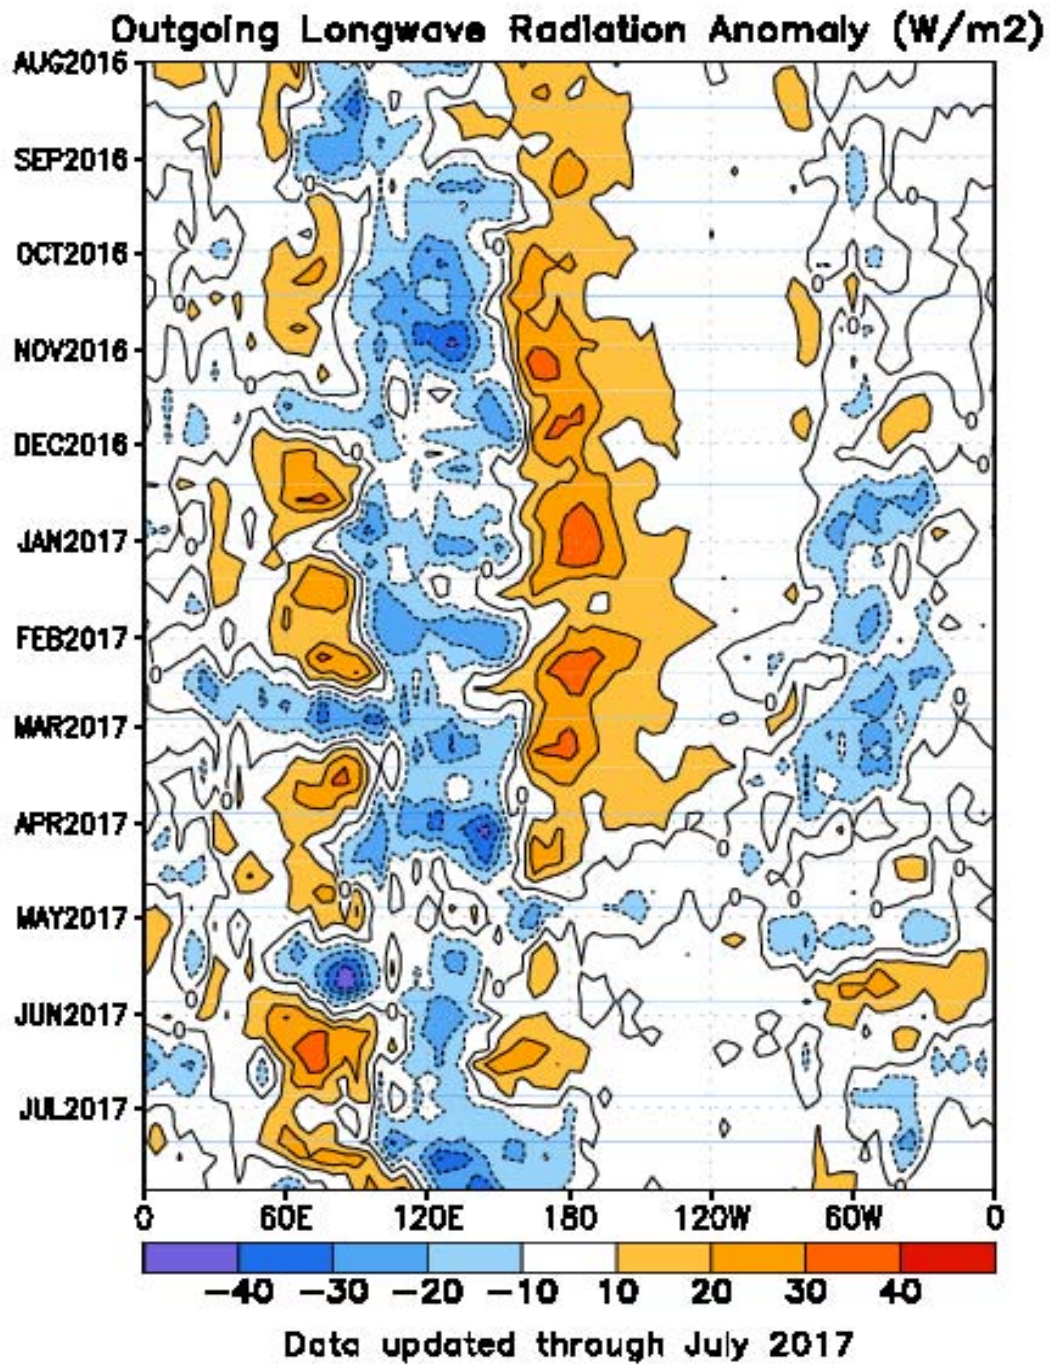 Outgoing Longwave Radiation Anomaly (W/m2)
AUG2016
SEP2016
OCT2016
NOV2016
DEC2016
JAN2017
FEB2017
MAR2017
APR2017
MAY2017
JUN2017
JUL2017
0 60E 120E 180 120W 60W 0
−40 −30 −20 −10 10 20 30 40
Data updated through July 2017